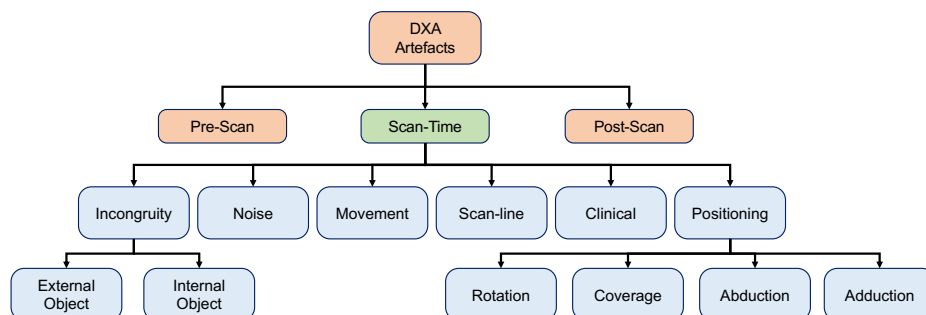 DXA
Artefacts
Pre-Scan
Scan-Time
Post-Scan
Incongruity
Noise
Movement
Scan-line
Clinical
Positioning
External
Object
Internal
Object
Rotation
Coverage
Abduction
Adduction